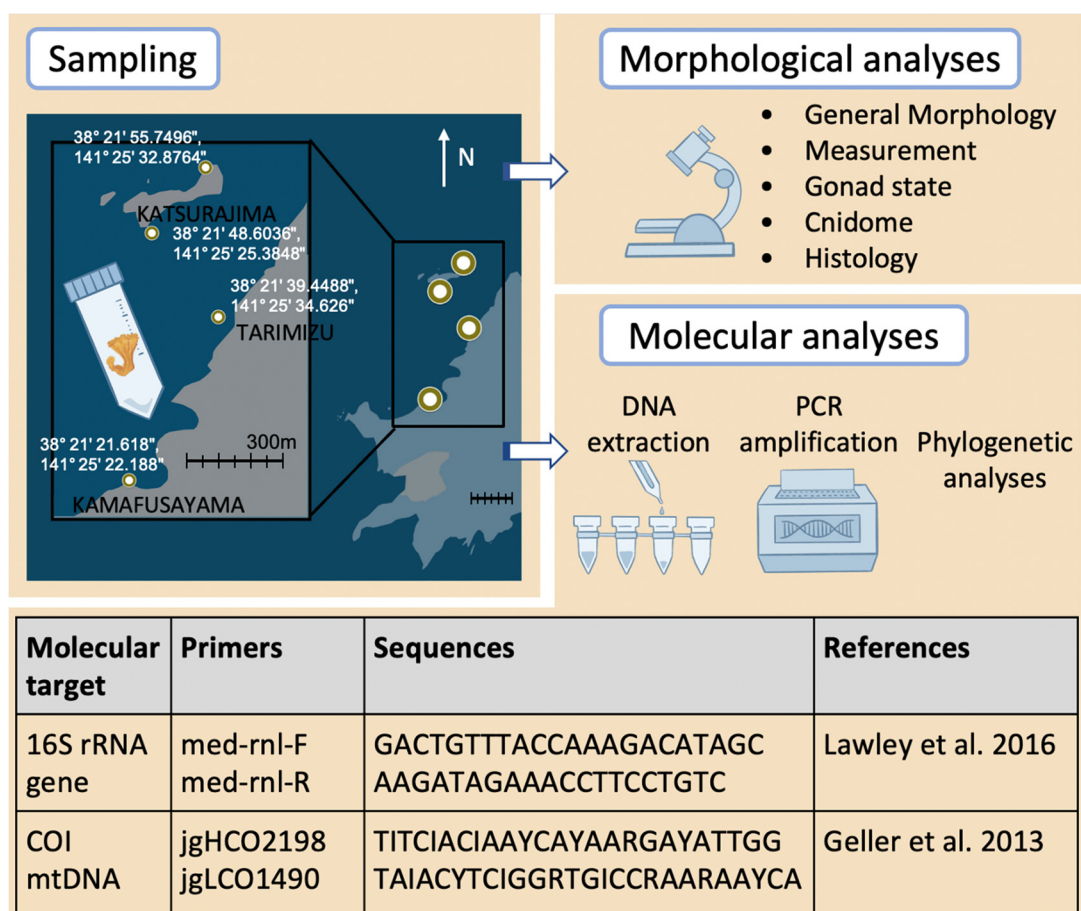 Sampling
38° 21' 55.7496",
141° 25' 32.8764"
N
KATSURAJIMA
38° 21' 48.6036",
141° 25' 25.3848"
38° 21' 39.4488"
141° 25' 34.626"
TARIMIZU
38° 21' 21.618",
141° 25' 22.188"
300m
KAMAFUSAYAMA
Morphological analyses
• General Morphology
• Measurement
• Gonad state
• Cnidome
• Histology
Molecular analyses
DNA
extraction
PCR
amplification
Phylogenetic
analyses
Molecular target Primers Sequences References
16S rRNA gene med-rnl-F GACTGTTTACCAAAGACATAGC Lawley et al. 2016
med-rnl-R AAGATAGAAACCTTCCTGTC
COI mtDNA jgHCO2198 TITCIACIAAYCAYAARGAYATTGG Geller et al. 2013
jgLCO1490 TAIACYTCIGGRTGICCRAARAAYCA